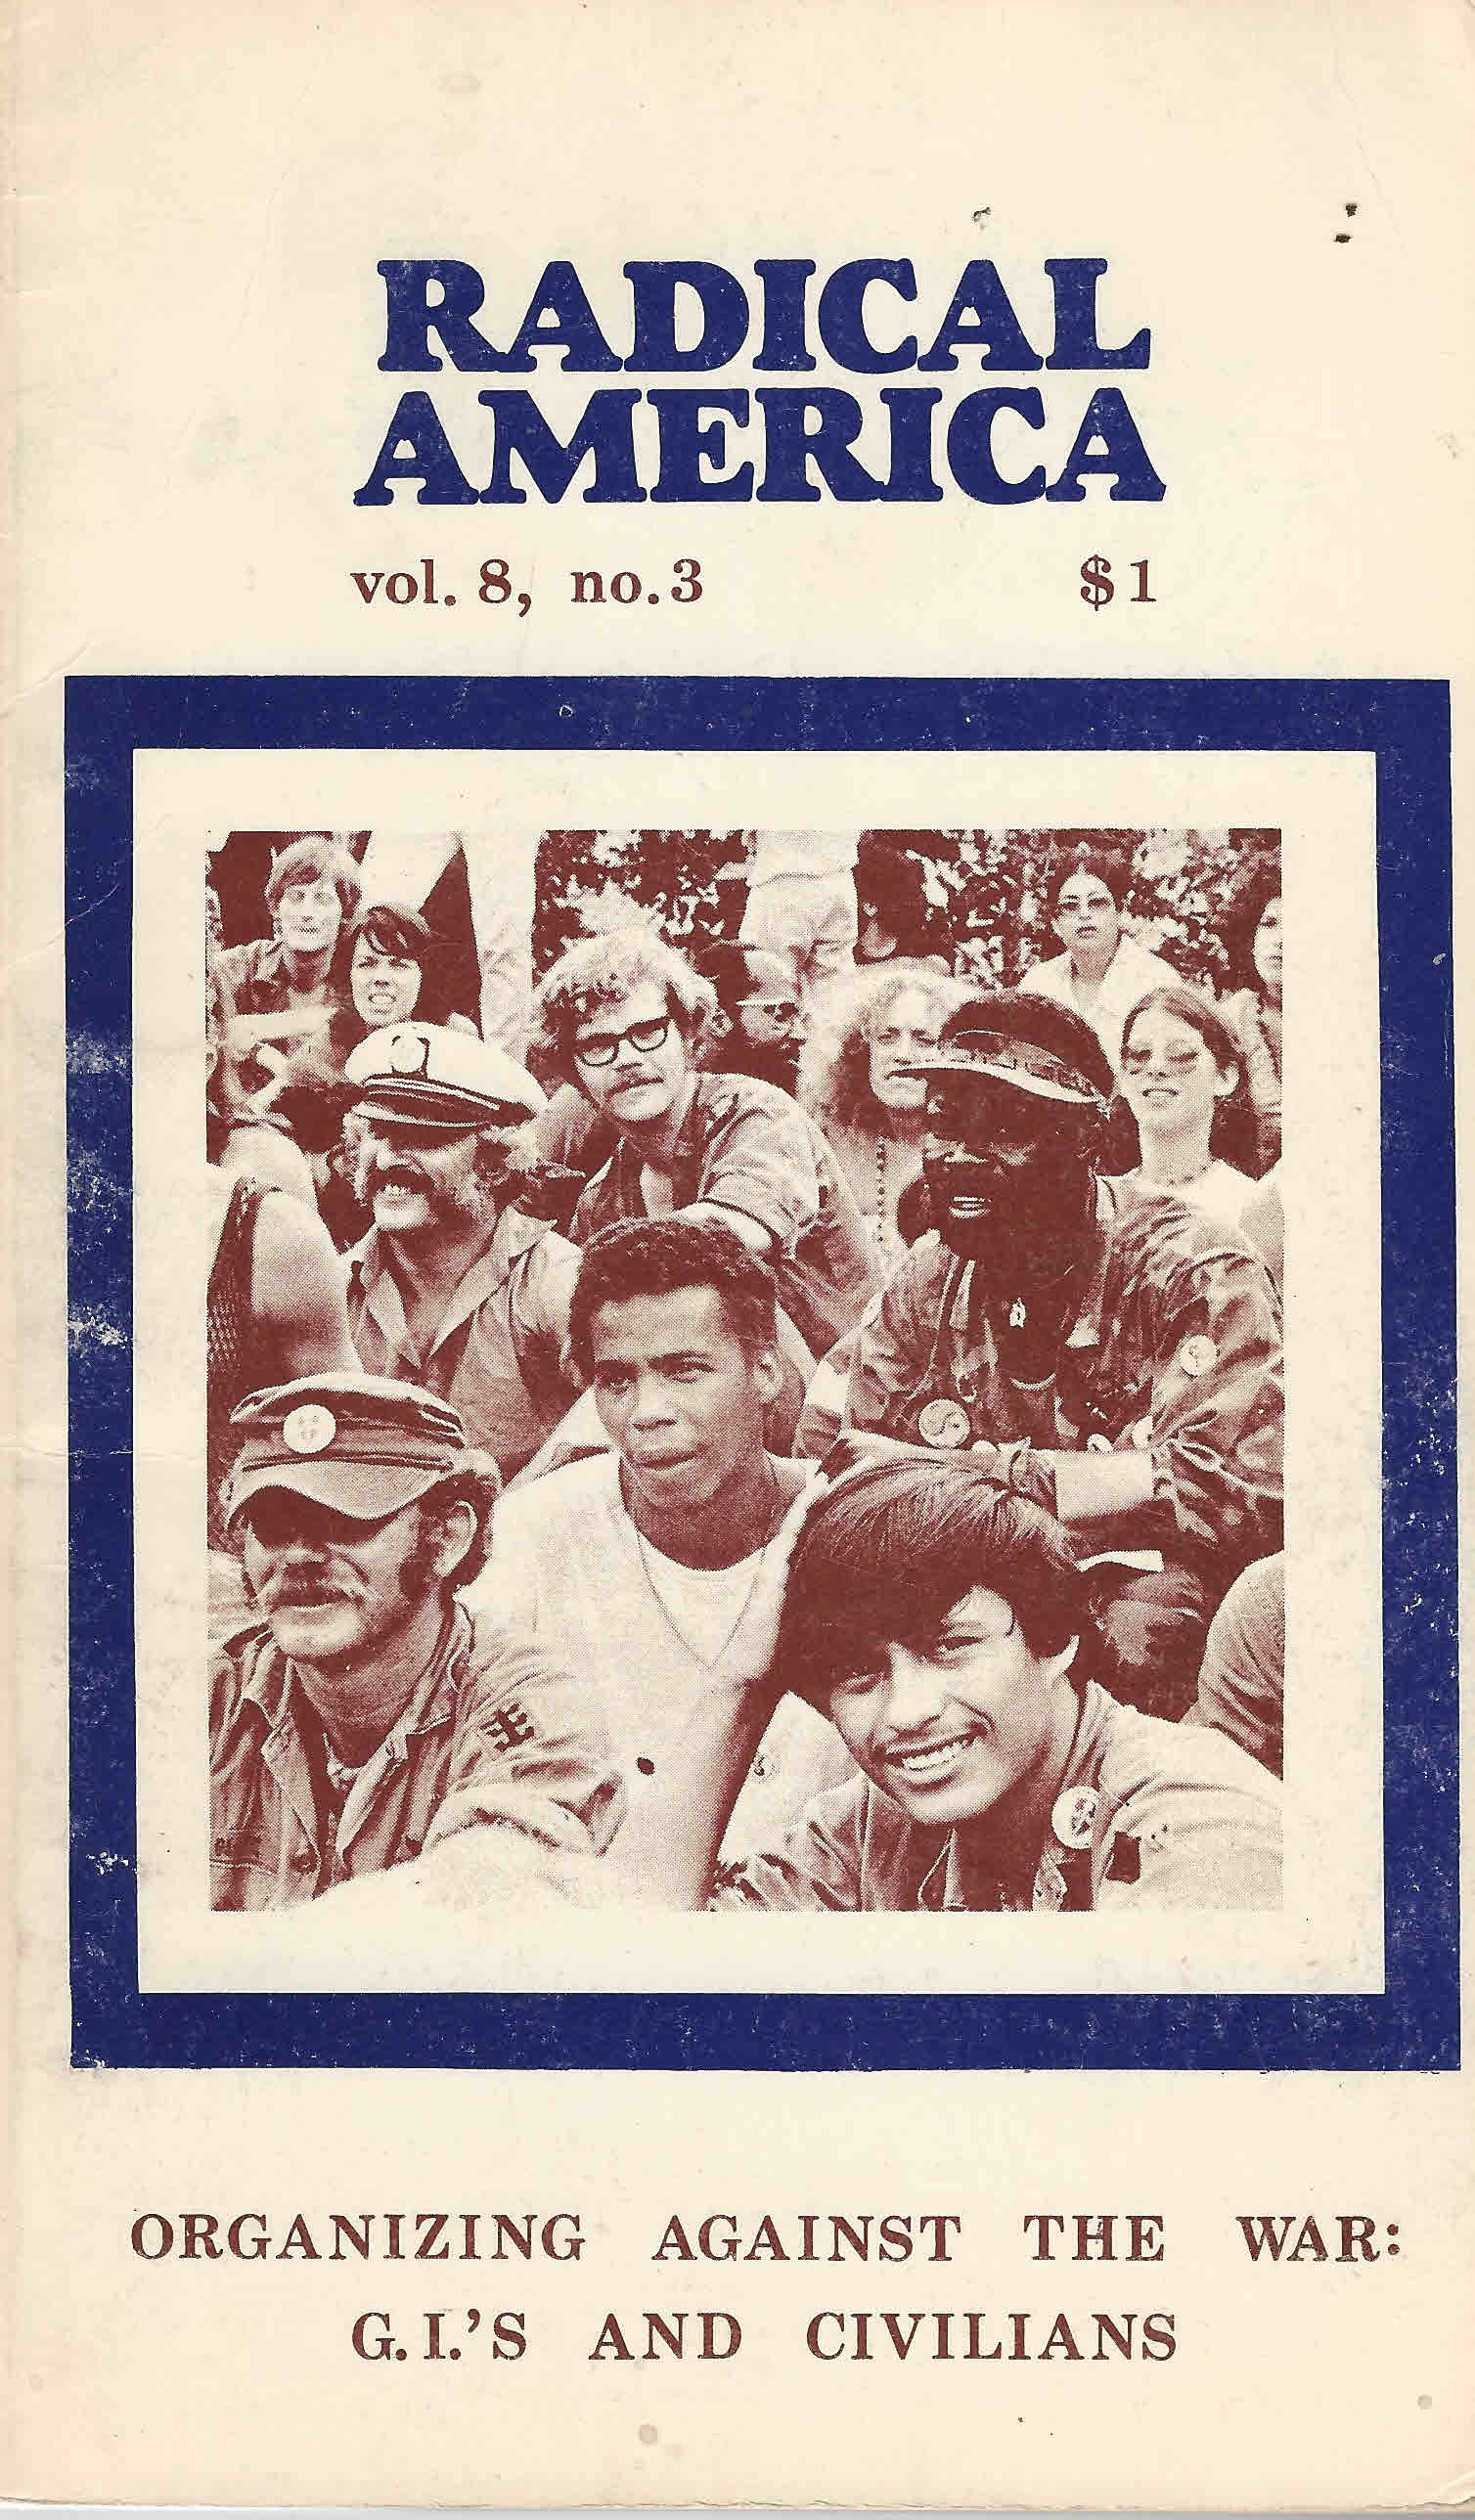 RADICAL
AMERICA
vol. 8, no. 3 $1
ORGANIZING AGAINST THE WAR:
G.I.'S AND CIVILIANS